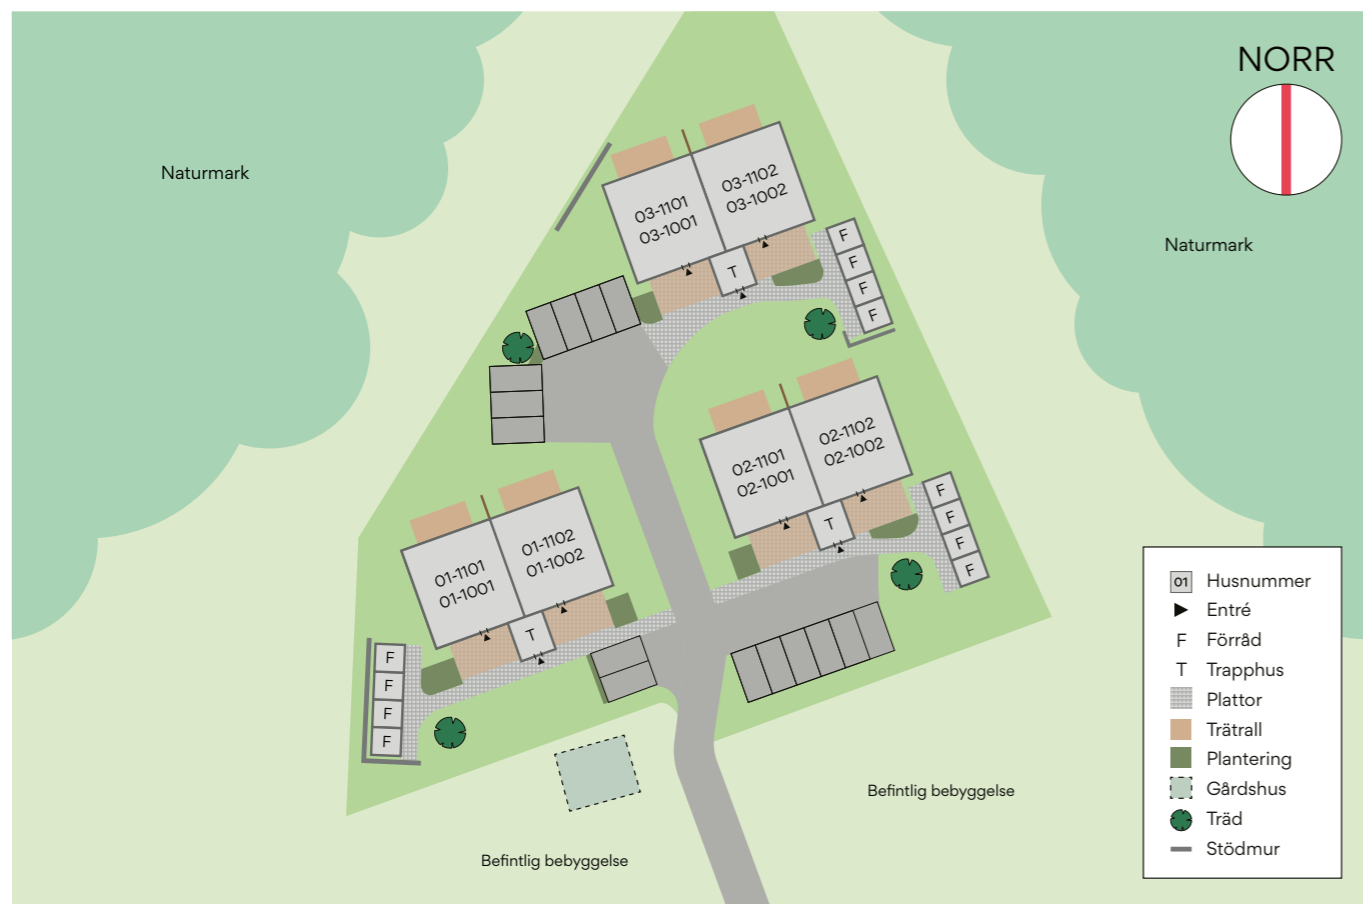 NORR
Naturmark
Naturmark
03-1101
03-1001
03-1102
03-1002
T
F
F
F
F
02-1101
02-1001
02-1102
02-1002
T
F
F
F
F
01-1101
01-1001
01-1102
01-1002
T
F
F
F
F
Befintlig bebyggelse
Befintlig bebyggelse
01 Husnummer
Entré
F Förråd
T Trapphus
Plattor
Trätrall
Plantering
Gårdshus
Träd
Stödmur